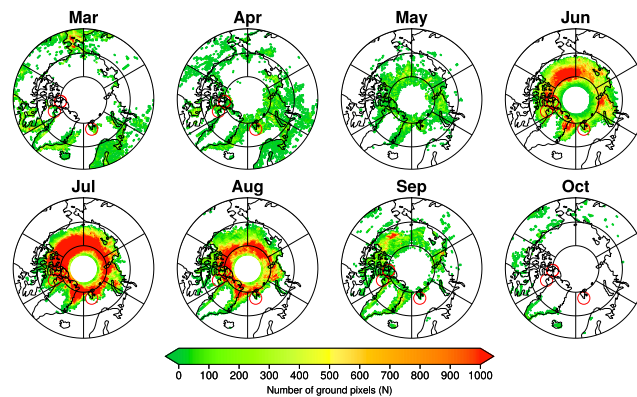 Mar Apr May Jun
Jul Aug Sep Oct
0 100 200 300 400 500 600 700 800 900 1000
Number of ground pixels (N)